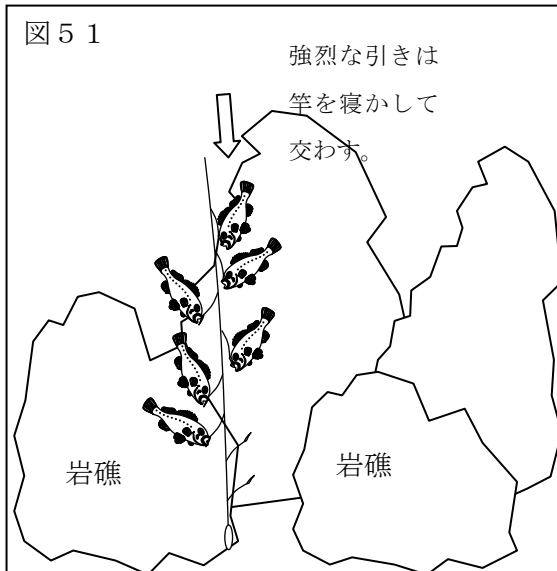 図51
強烈な引きは
竿を寝かして
交わす。
岩礁
岩礁